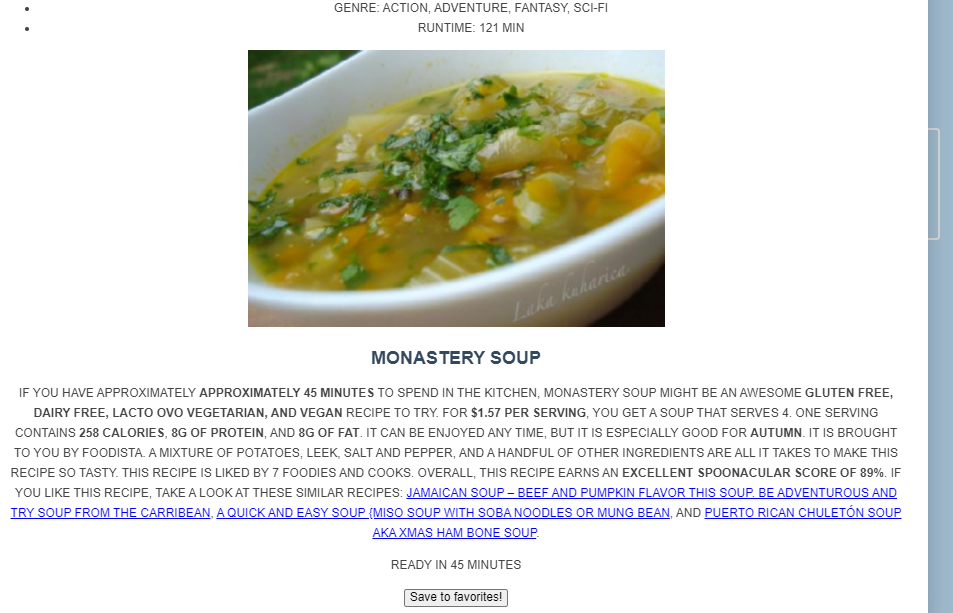 GENRE: ACTION, ADVENTURE, FANTASY, SCI-FI
RUNTIME: 121 MIN
Laka kuharica
MONASTERY SOUP
IF YOU HAVE APPROXIMATELY APPROXIMATELY 45 MINUTES TO SPEND IN THE KITCHEN, MONASTERY SOUP MIGHT BE AN AWESOME GLUTEN FREE,
DAIRY FREE, LACTO OVO VEGETARIAN, AND VEGAN RECIPE TO TRY. FOR $1.57 PER SERVING, YOU GET A SOUP THAT SERVES 4. ONE SERVING
CONTAINS 258 CALORIES, 8G OF PROTEIN, AND 8G OF FAT. IT CAN BE ENJOYED ANY TIME, BUT IT IS ESPECIALLY GOOD FOR AUTUMN. IT IS BROUGHT
TO YOU BY FOODISTA. A MIXTURE OF POTATOES, LEEK, SALT AND PEPPER, AND A HANDFUL OF OTHER INGREDIENTS ARE ALL IT TAKES TO MAKE THIS
RECIPE SO TASTY. THIS RECIPE IS LIKED BY 7 FOODIES AND COOKS. OVERALL, THIS RECIPE EARNS AN EXCELLENT SPOONACULAR SCORE OF 89%. IF
YOU LIKE THIS RECIPE, TAKE A LOOK AT THESE SIMILAR RECIPES: JAMAICAN SOUP – BEEF AND PUMPKIN FLAVOR THIS SOUP. BE ADVENTUROUS AND
TRY SOUP FROM THE CARRIBEAN, A QUICK AND EASY SOUP {MISO SOUP WITH SOBA NOODLES OR MUNG BEAN, AND PUERTO RICAN CHULETÓN SOUP
AKA XMAS HAM BONE SOUP.
READY IN 45 MINUTES
Save to favorites!